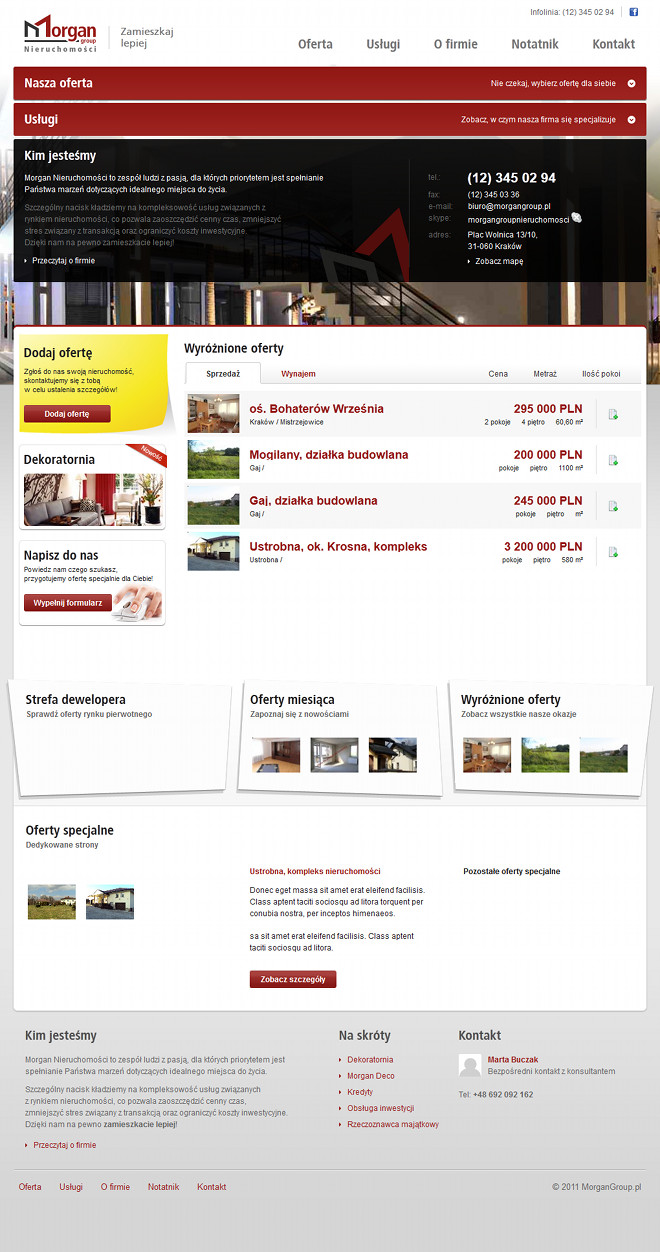 Infolinia: (12) 345 02 94
Morgan
group
Nieruchomości
Zamieszkaj
lepiej
Oferta Usługi O firmie Notatnik Kontakt
Nasza oferta
Nie czekaj, wybierz ofertę dla siebie
Usługi
Zobacz, w czym nasza firma się specjalizuje
Kim jesteśmy
Morgan Nieruchomości to zespół ludzi z pasją, dla których priorytetem jest spełnianie
Państwa marzeń dotyczących idealnego miejsca do życia.
Szczególny nacisk kładziemy na kompleksowość usług związanych z
rynkiem nieruchomości, co pozwala zaoszczędzić cenny czas, zmniejszyć
stres związany z transakcją oraz ograniczyć koszty inwestycyjne.
Dzięki nam na pewno zamieszkacie lepiej!
Przeczytaj o firmie
tel.: (12) 345 02 94
fax: (12) 345 03 36
e-mail: biuro@morgangroup.pl
skype: morgangroupnieruchomosci
adres: Plac Wolnica 13/10,
31-060 Kraków
Zobacz mapę
Dodaj ofertę
Zgłoś do nas swoją nieruchomość,
skontaktujemy się z tobą
w celu ustalenia szczegółów!
Dodaj ofertę
Dekoratornia
Nowość
Napisz do nas
Powiedz nam czego szukasz,
przygotujemy ofertę specjalnie dla Ciebie!
Wypełnij formularz
Wyróżnione oferty
Sprzedaż Wynajem Cena Metraż Ilość pokoi
oś. Bohaterów Września 295 000 PLN
Kraków / Mistrzejowice 2 pokoje 4 piętro 60,60 m²
Mogilany, działka budowlana 200 000 PLN
Gaj / pokoje piętro 1100 m²
Gaj, działka budowlana 245 000 PLN
Gaj / pokoje piętro m²
Ustrobna, ok. Krosna, kompleks 3 200 000 PLN
Ustrobna / pokoje piętro 580 m²
Strefa dewelopera
Sprawdź oferty rynku pierwotnego
Oferty miesiąca
Zapoznaj się z nowościami
Wyróżnione oferty
Zobacz wszystkie nasze okazje
Oferty specjalne
Dedykowane strony
Ustrobna, kompleks nieruchomości
Donec eget massa sit amet erat eleifend facilisis.
Class aptent taciti sociosqu ad litora torquent per
conubia nostra, per inceptos himenaeos.
sa sit amet erat eleifend facilisis. Class aptent
taciti sociosqu ad litora.
Zobacz szczegóły
Pozostałe oferty specjalne
Kim jesteśmy
Morgan Nieruchomości to zespół ludzi z pasją, dla których priorytetem jest
spełnianie Państwa marzeń dotyczących idealnego miejsca do życia.
Szczególny nacisk kładziemy na kompleksowość usług związanych
z rynkiem nieruchomości, co pozwala zaoszczędzić cenny czas,
zmniejszyć stres związany z transakcją oraz ograniczyć koszty inwestycyjne.
Dzięki nam na pewno zamieszkacie lepiej!
Przeczytaj o firmie
Na skróty
Dekoratornia
Morgan Deco
Kredyty
Obsługa inwestycji
Rzeczoznawca majątkowy
Kontakt
Marta Buczak
Bezpośredni kontakt z konsultantem
Tel: +48 692 092 162
Oferta Usługi O firmie Notatnik Kontakt
© 2011 MorganGroup.pl